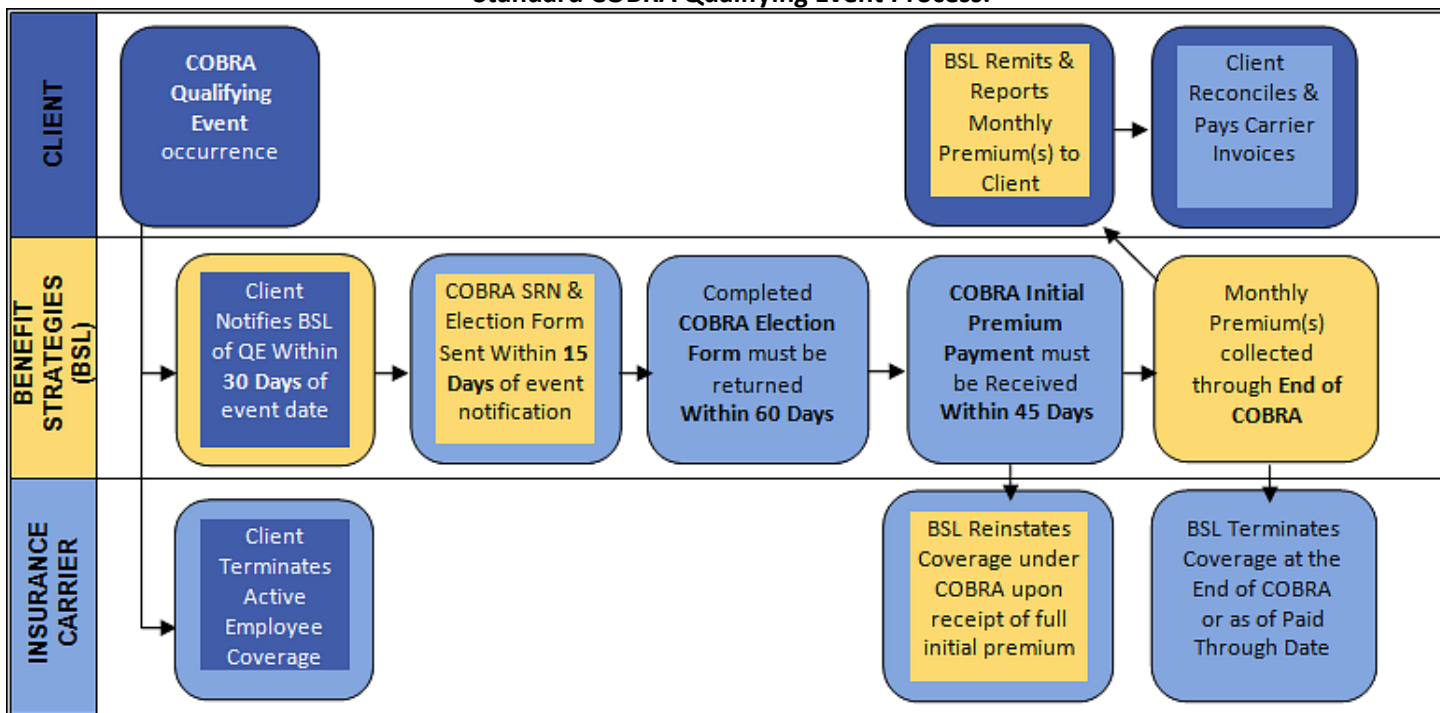 Standard COBRA Qualifying Event Process:
CLIENT
COBRA
Qualifying
Event
occurrence
BSL Remits &
Reports
Monthly
Premium(s) to
Client
Client
Reconciles &
Pays Carrier
Invoices
BENEFIT
STRATEGIES
(BSL)
Client
Notifies BSL
of QE Within
30 Days of
event date
COBRA SRN &
Election Form
Sent Within 15
Days of event
notification
Completed
COBRA Election
Form must be
returned
Within 60 Days
COBRA Initial
Premium
Payment must
be Received
Within 45 Days
Monthly
Premium(s)
collected
through End of
COBRA
INSURANCE
CARRIER
Client
Terminates
Active
Employee
Coverage
BSL Reinstates
Coverage under
COBRA upon
receipt of full
initial premium
BSL Terminates
Coverage at the
End of COBRA
or as of Paid
Through Date